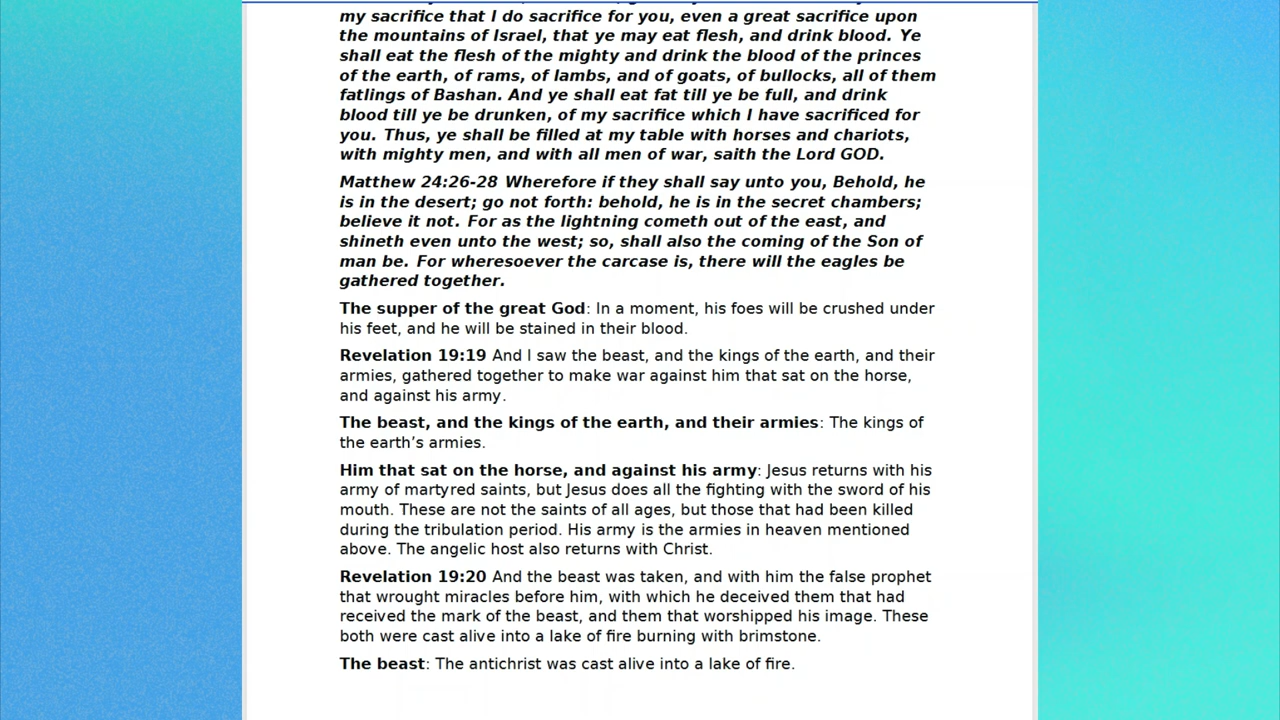 my sacrifice that I do sacrifice for you, even a great sacrifice upon
the mountains of Israel, that ye may eat flesh, and drink blood. Ye
shall eat the flesh of the mighty and drink the blood of the princes
of the earth, of rams, of lambs, and of goats, of bullocks, all of them
fatlings of Bashan. And ye shall eat fat till ye be full, and drink
blood till ye be drunken, of my sacrifice which I have sacrificed for
you. Thus, ye shall be filled at my table with horses and chariots,
with mighty men, and with all men of war, saith the Lord GOD.
Matthew 24:26-28 Wherefore if they shall say unto you, Behold, he
is in the desert; go not forth: behold, he is in the secret chambers;
believe it not. For as the lightning cometh out of the east, and
shineth even unto the west; so, shall also the coming of the Son of
man be. For wheresoever the carcase is, there will the eagles be
gathered together.
The supper of the great God: In a moment, his foes will be crushed under
his feet, and he will be stained in their blood.
Revelation 19:19 And I saw the beast, and the kings of the earth, and their
armies, gathered together to make war against him that sat on the horse,
and against his army.
The beast, and the kings of the earth, and their armies: The kings of
the earth’s armies.
Him that sat on the horse, and against his army: Jesus returns with his
army of martyred saints, but Jesus does all the fighting with the sword of his
mouth. These are not the saints of all ages, but those that had been killed
during the tribulation period. His army is the armies in heaven mentioned
above. The angelic host also returns with Christ.
Revelation 19:20 And the beast was taken, and with him the false prophet
that wrought miracles before him, with which he deceived them that had
received the mark of the beast, and them that worshipped his image. These
both were cast alive into a lake of fire burning with brimstone.
The beast: The antichrist was cast alive into a lake of fire.